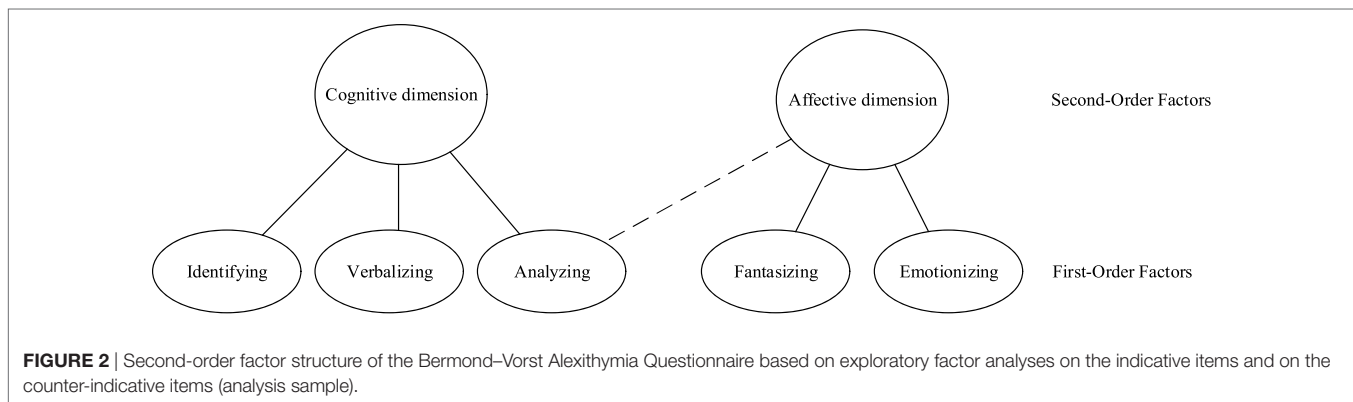 Cognitive dimension
Affective dimension
Second-Order Factors
Identifying
Verbalizing
Analyzing
Fantasizing
Emotionizing
First-Order Factors
FIGURE 2 | Second-order factor structure of the Bermond–Vorst Alexithymia Questionnaire based on exploratory factor analyses on the indicative items and on the
counter-indicative items (analysis sample).